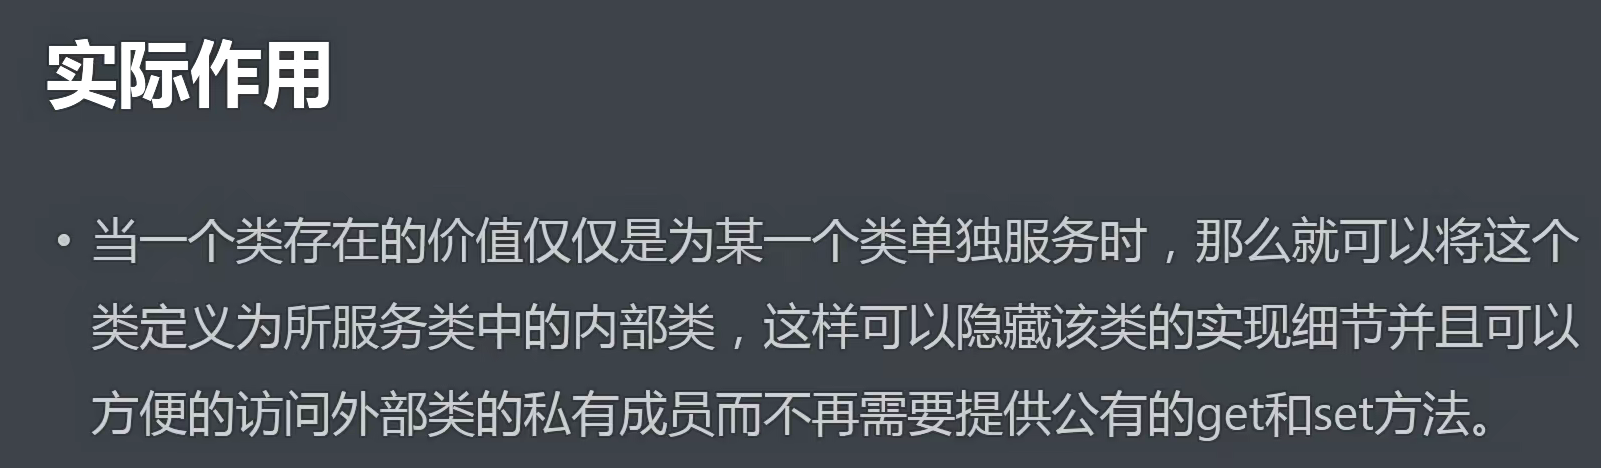 实际作用
• 当一个类存在的价值仅仅是为某一个类单独服务时，那么就可以将这个
类定义为所服务类中的内部类，这样可以隐藏该类的实现细节并且可以
方便的访问外部类的私有成员而不再需要提供公有的get和set方法。